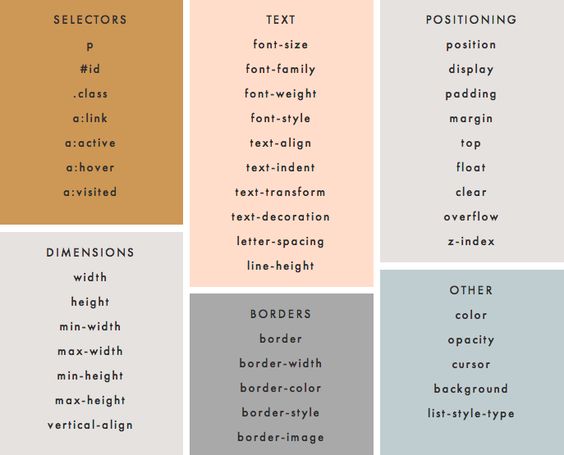 SELECTORS
p
#id
.class
a:link
a:active
a:hover
a:visited
DIMENSIONS
width
height
min-width
max-width
min-height
max-height
vertical-align
TEXT
font-size
font-family
font-weight
font-style
text-align
text-indent
text-transform
text-decoration
letter-spacing
line-height
BORDERS
border
border-width
border-color
border-style
border-image
POSITIONING
position
display
padding
margin
top
float
clear
overflow
z-index
OTHER
color
opacity
cursor
background
list-style-type